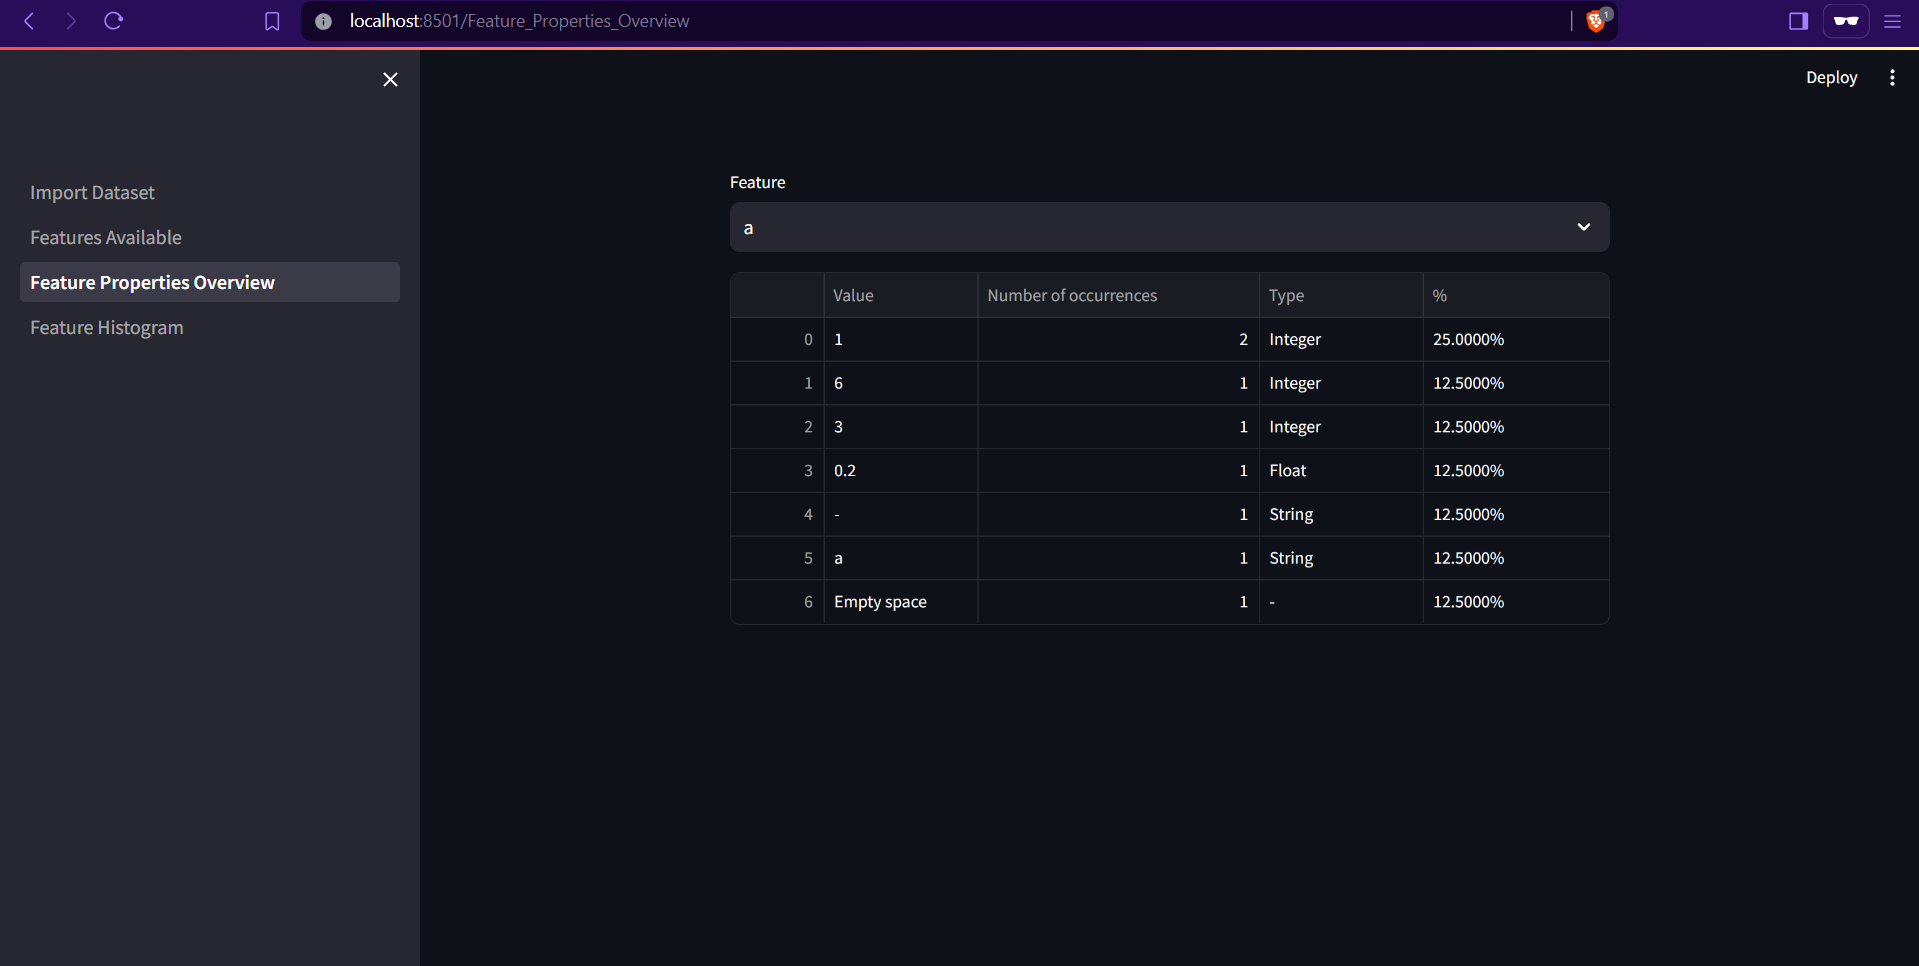 localhost:8501/Feature_Properties_Overview
1
Deploy
Import Dataset
Features Available
Feature Properties Overview
Feature Histogram
Feature
a
Value Number of occurrences Type %
0 1 2 Integer 25.0000%
1 6 1 Integer 12.5000%
2 3 1 Integer 12.5000%
3 0.2 1 Float 12.5000%
4 - 1 String 12.5000%
5 a 1 String 12.5000%
6 Empty space 1 - 12.5000%